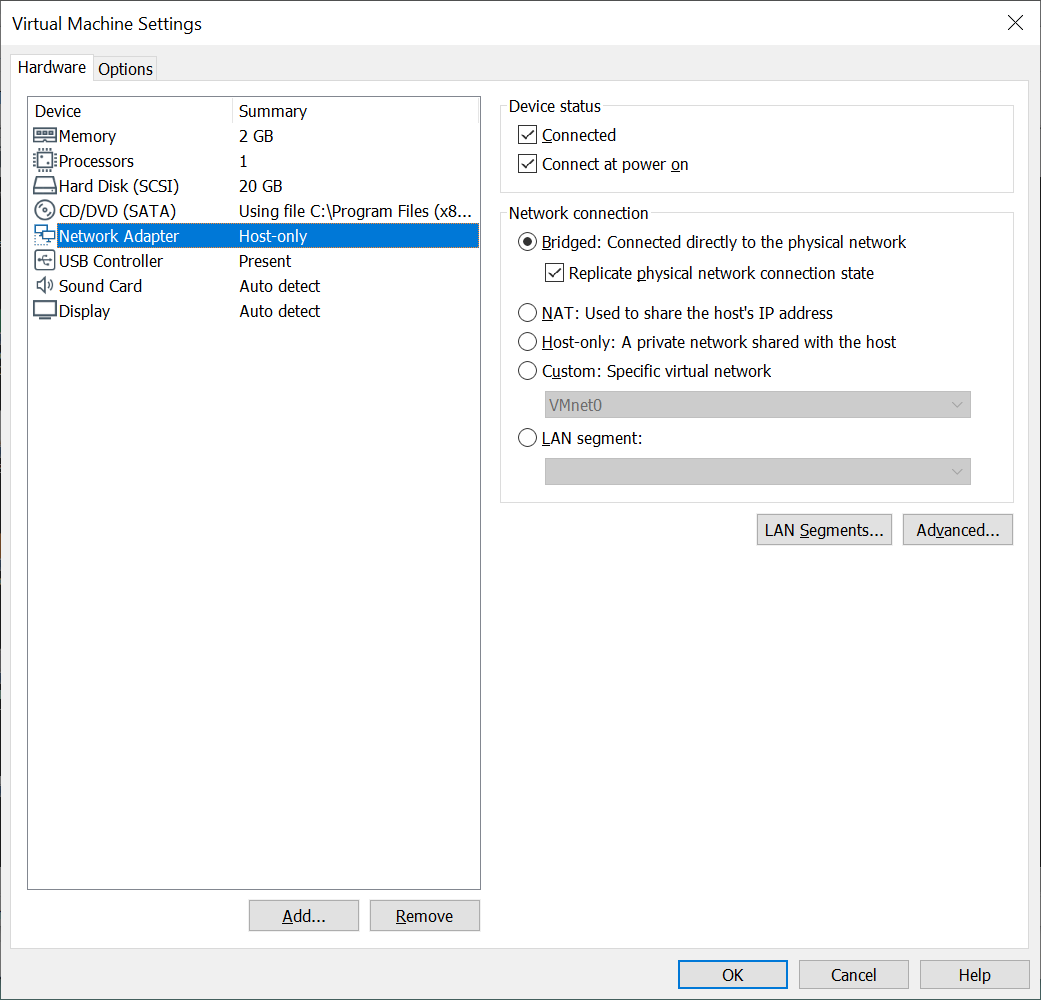 Virtual Machine Settings
Hardware Options
Device Summary
Memory 2 GB
Processors 1
Hard Disk (SCSI) 20 GB
CD/DVD (SATA) Using file C:\Program Files (x8...
Network Adapter Host-only
USB Controller Present
Sound Card Auto detect
Display Auto detect
Add... Remove
Device status
Connected
Connect at power on
Network connection
Bridged: Connected directly to the physical network
Replicate physical network connection state
NAT: Used to share the host's IP address
Host-only: A private network shared with the host
Custom: Specific virtual network
VMnet0
LAN segment:
LAN Segments... Advanced...
OK Cancel Help